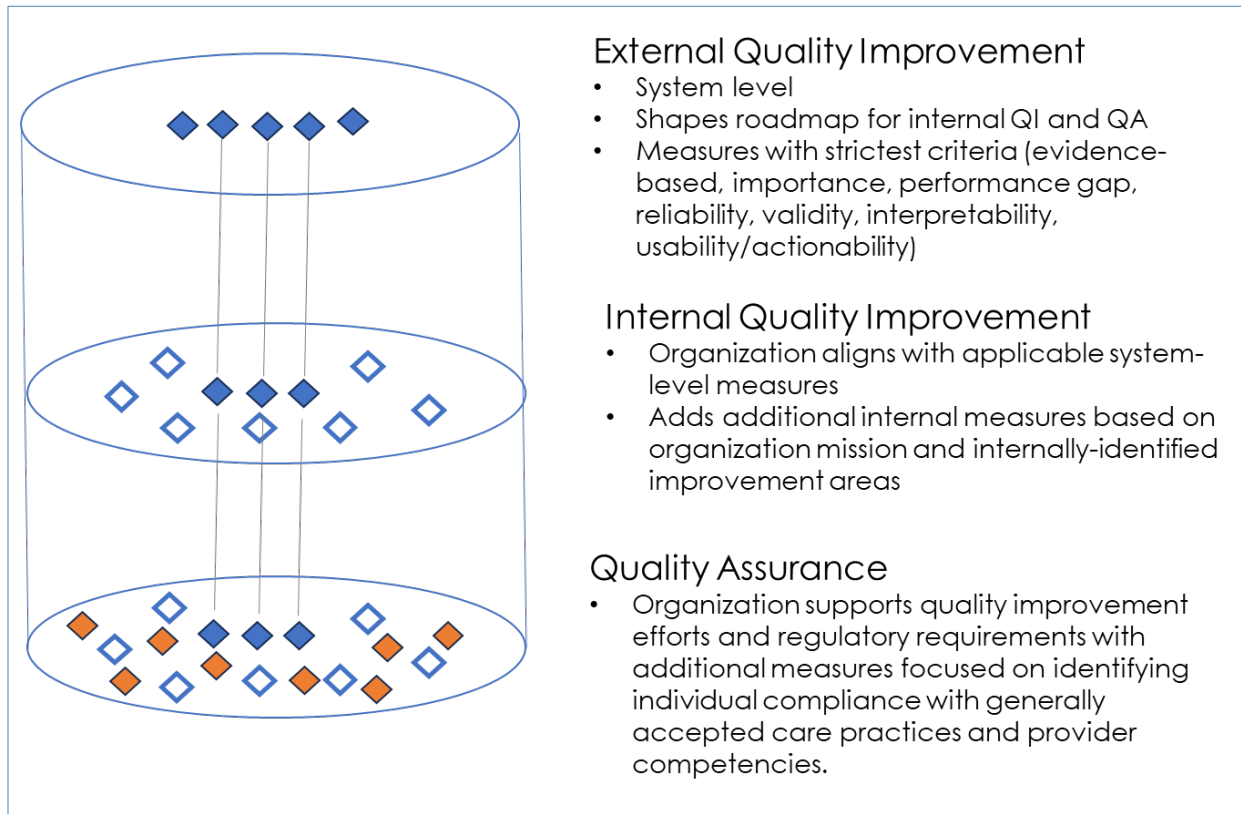 External Quality Improvement
• System level
• Shapes roadmap for internal QI and QA
• Measures with strictest criteria (evidence-
based, importance, performance gap,
reliability, validity, interpretability,
usability/actionability)
Internal Quality Improvement
• Organization aligns with applicable system-
level measures
• Adds additional internal measures based on
organization mission and internally-identified
improvement areas
Quality Assurance
• Organization supports quality improvement
efforts and regulatory requirements with
additional measures focused on identifying
individual compliance with generally
accepted care practices and provider
competencies.